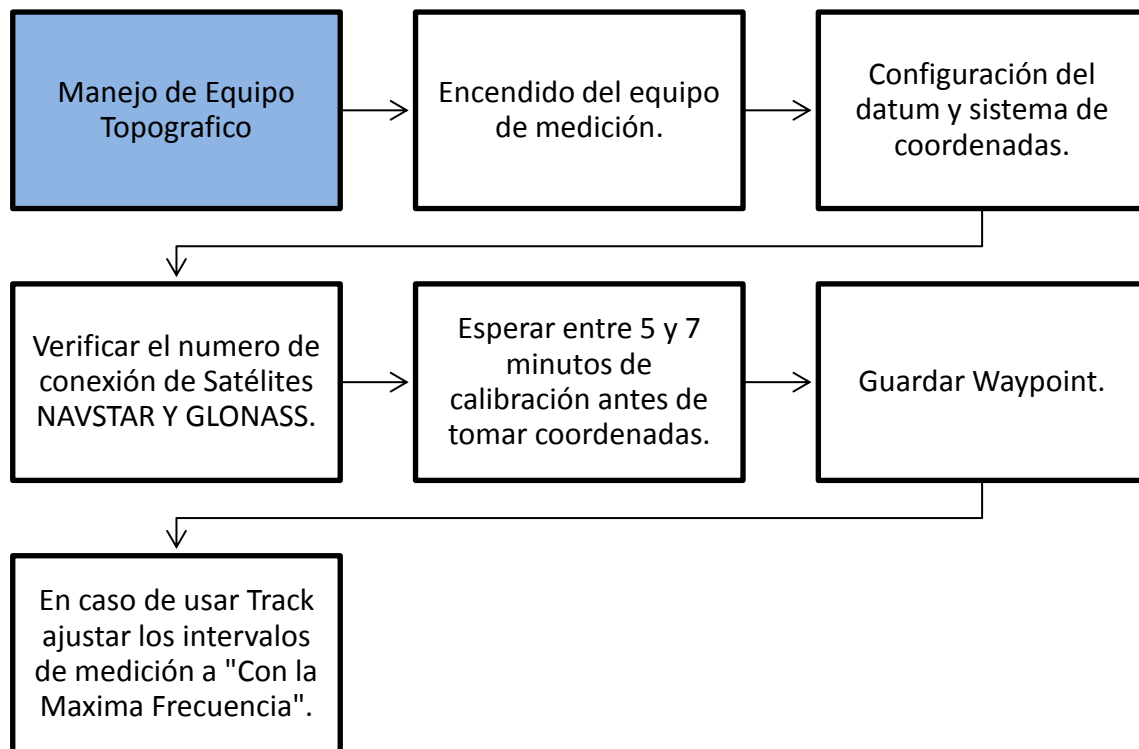 Manejo de Equipo
Topografico
Encendido del equipo
de medición.
Configuración del
datum y sistema de
coordenadas.
Verificar el numero de
conexión de Satélites
NAVSTAR Y GLONASS.
Esperar entre 5 y 7
minutos de
calibración antes de
tomar coordenadas.
Guardar Waypoint.
En caso de usar Track
ajustar los intervalos
de medición a "Con la
Maxima Frecuencia".